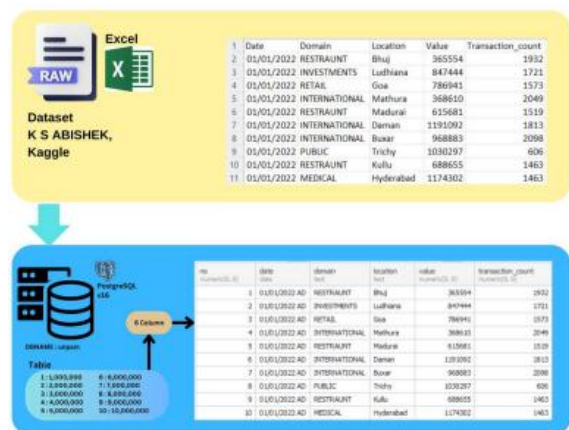 Excel
RAW
X
Dataset
K S ABISHEK,
Kaggle
1 Date Domain Location Value Transaction_count
2 01/01/2022 RESTRAUNT Bhuj 365554 1932
3 01/01/2022 INVESTMENTS Ludhiana 847444 1721
4 01/01/2022 RETAIL Goa 786941 1573
5 01/01/2022 INTERNATIONAL Mathura 368610 2049
6 01/01/2022 RESTRAUNT Madurai 615681 1519
7 01/01/2022 INTERNATIONAL Daman 1191092 1813
8 01/01/2022 INTERNATIONAL Buxar 968883 2098
9 01/01/2022 PUBLIC Trichy 1030297 606
10 01/01/2022 RESTRAUNT Kullu 688655 1463
11 01/01/2022 MEDICAL Hyderabad 1174302 1463
PostgreSQL
v16
6 Column
DBNAME : unpam
Table
1 : 1,000,000 6 : 6,000,000
2 : 2,000,000 7 : 7,000,000
3 : 3,000,000 8 : 8,000,000
4 : 4,000,000 9 : 9,000,000
5 : 5,000,000 10 : 10,000,000
no date domain location value transaction_count
date text text
1 01/01/2022 AD RESTRAUNT Bhuj 365554 1932
2 01/01/2022 AD INVESTMENTS Ludhiana 847444 1721
3 01/01/2022 AD RETAIL Goa 786941 1573
4 01/01/2022 AD INTERNATIONAL Mathura 368610 2049
5 01/01/2022 AD RESTRAUNT Madurai 615681 1519
6 01/01/2022 AD INTERNATIONAL Daman 1191092 1813
7 01/01/2022 AD INTERNATIONAL Buxar 968883 2098
8 01/01/2022 AD PUBLIC Trichy 1030297 606
9 01/01/2022 AD RESTRAUNT Kullu 688655 1463
10 01/01/2022 AD MEDICAL Hyderabad 1174302 1463